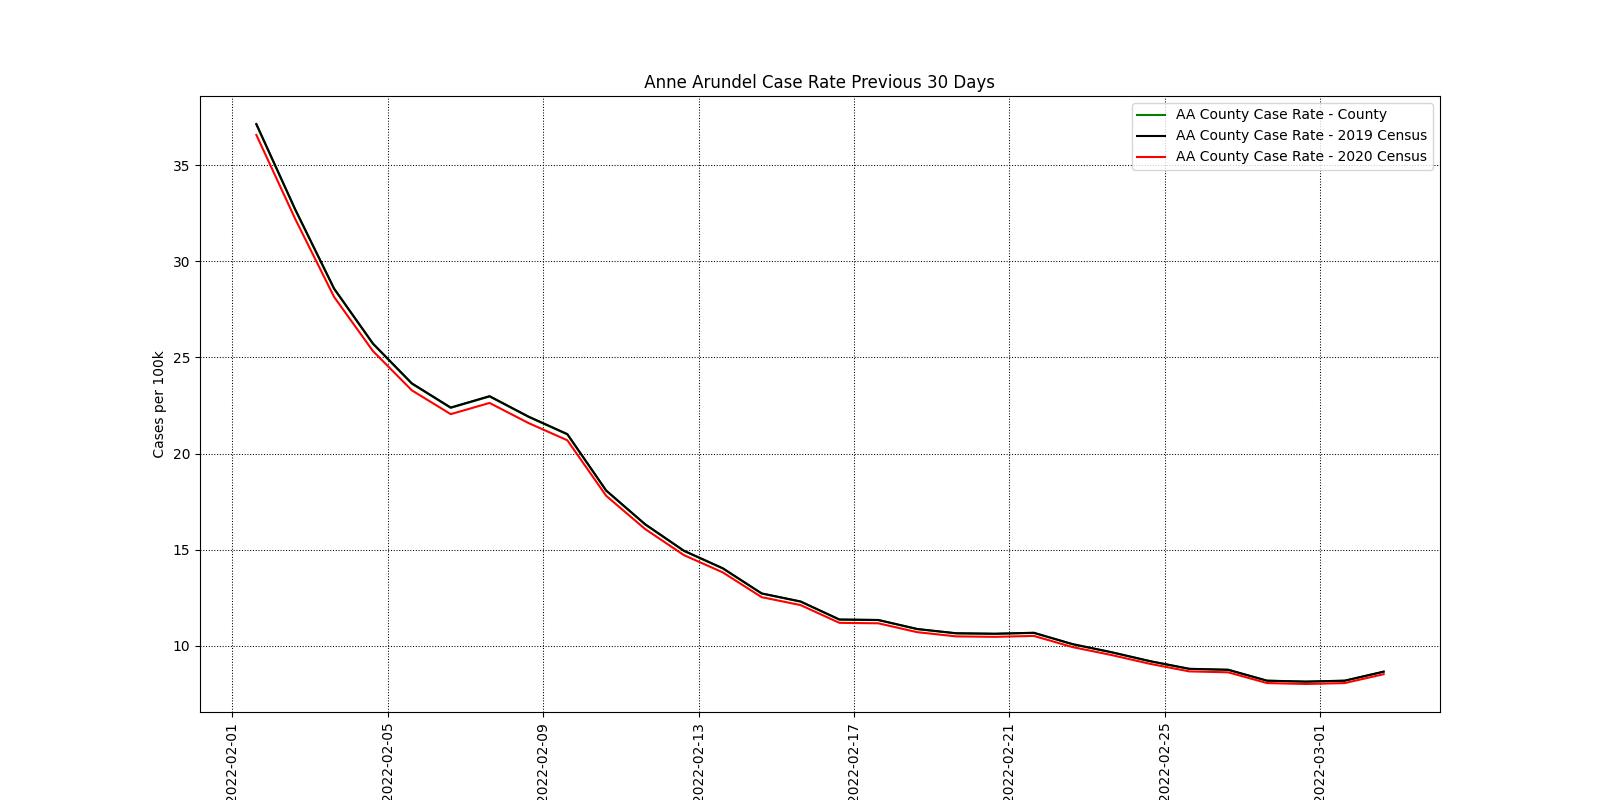 Anne Arundel Case Rate Previous 30 Days
AA County Case Rate - County
AA County Case Rate - 2019 Census
AA County Case Rate - 2020 Census
Cases per 100k
35
30
25
20
15
10
2022-02-01
2022-02-05
2022-02-09
2022-02-13
2022-02-17
2022-02-21
2022-02-25
2022-03-01